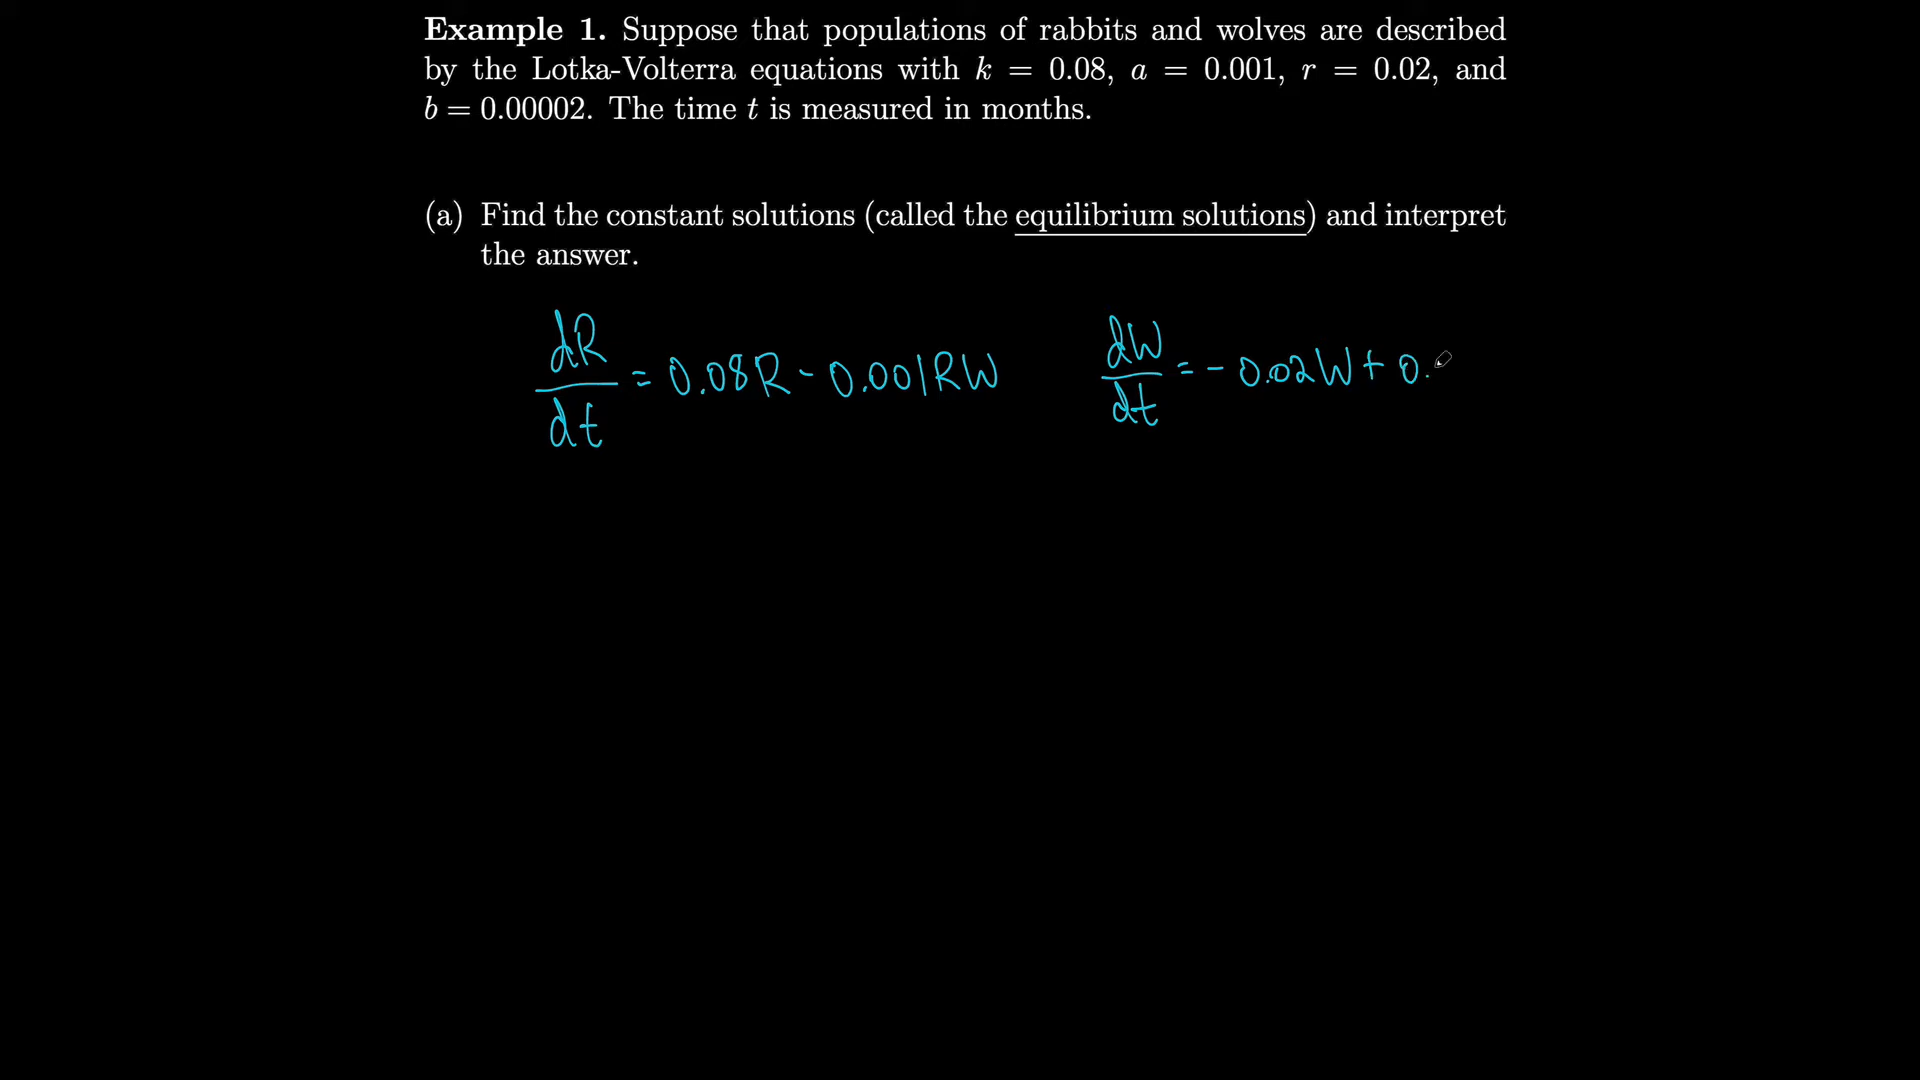 Example 1. Suppose that populations of rabbits and wolves are described
by the Lotka-Volterra equations with k = 0.08, a = 0.001, r = 0.02, and
b = 0.00002. The time t is measured in months.
(a) Find the constant solutions (called the equilibrium solutions) and interpret
the answer.
dR/dt = 0.08R - 0.001RW
dW/dt = - 0.02W + 0.